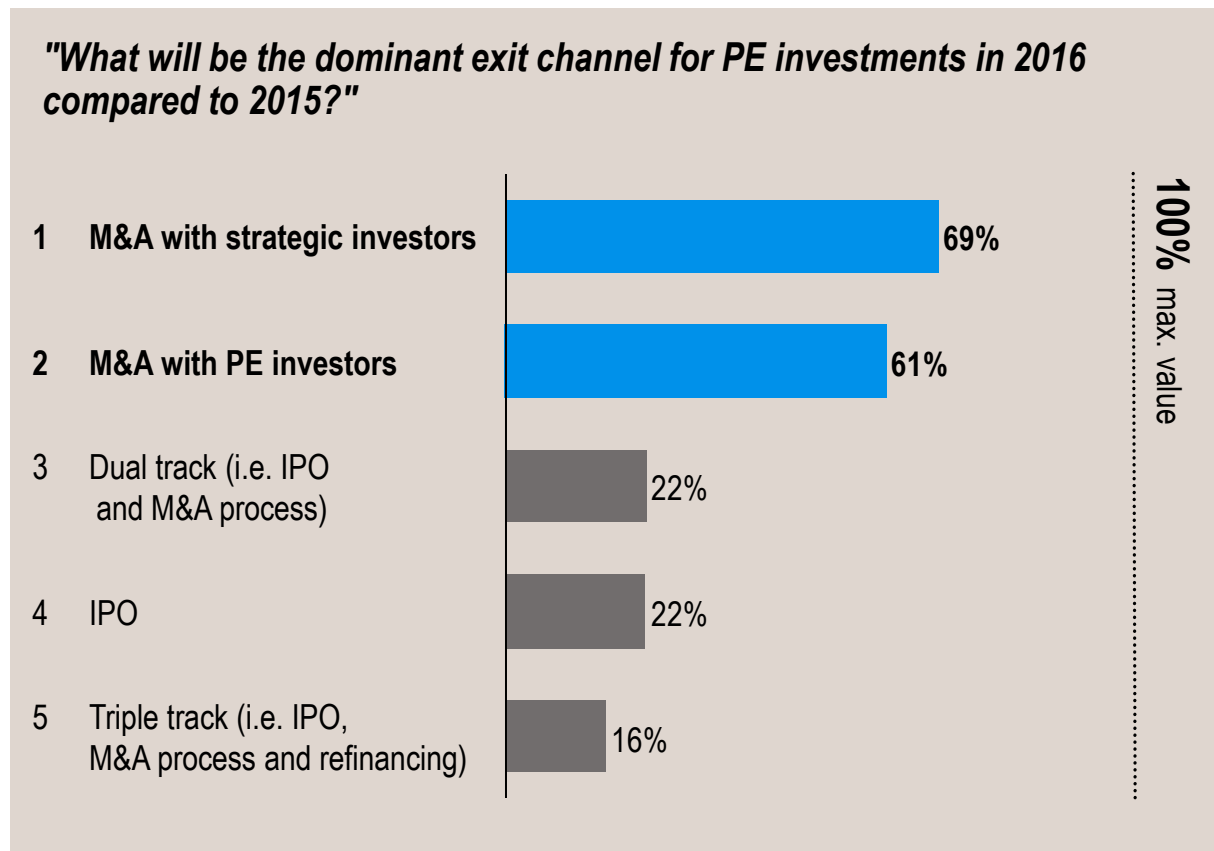 "What will be the dominant exit channel for PE investments in 2016
compared to 2015?"
1 M&A with strategic investors 69%
2 M&A with PE investors 61%
3 Dual track (i.e. IPO
and M&A process) 22%
4 IPO 22%
5 Triple track (i.e. IPO,
M&A process and refinancing) 16%
100% max. value